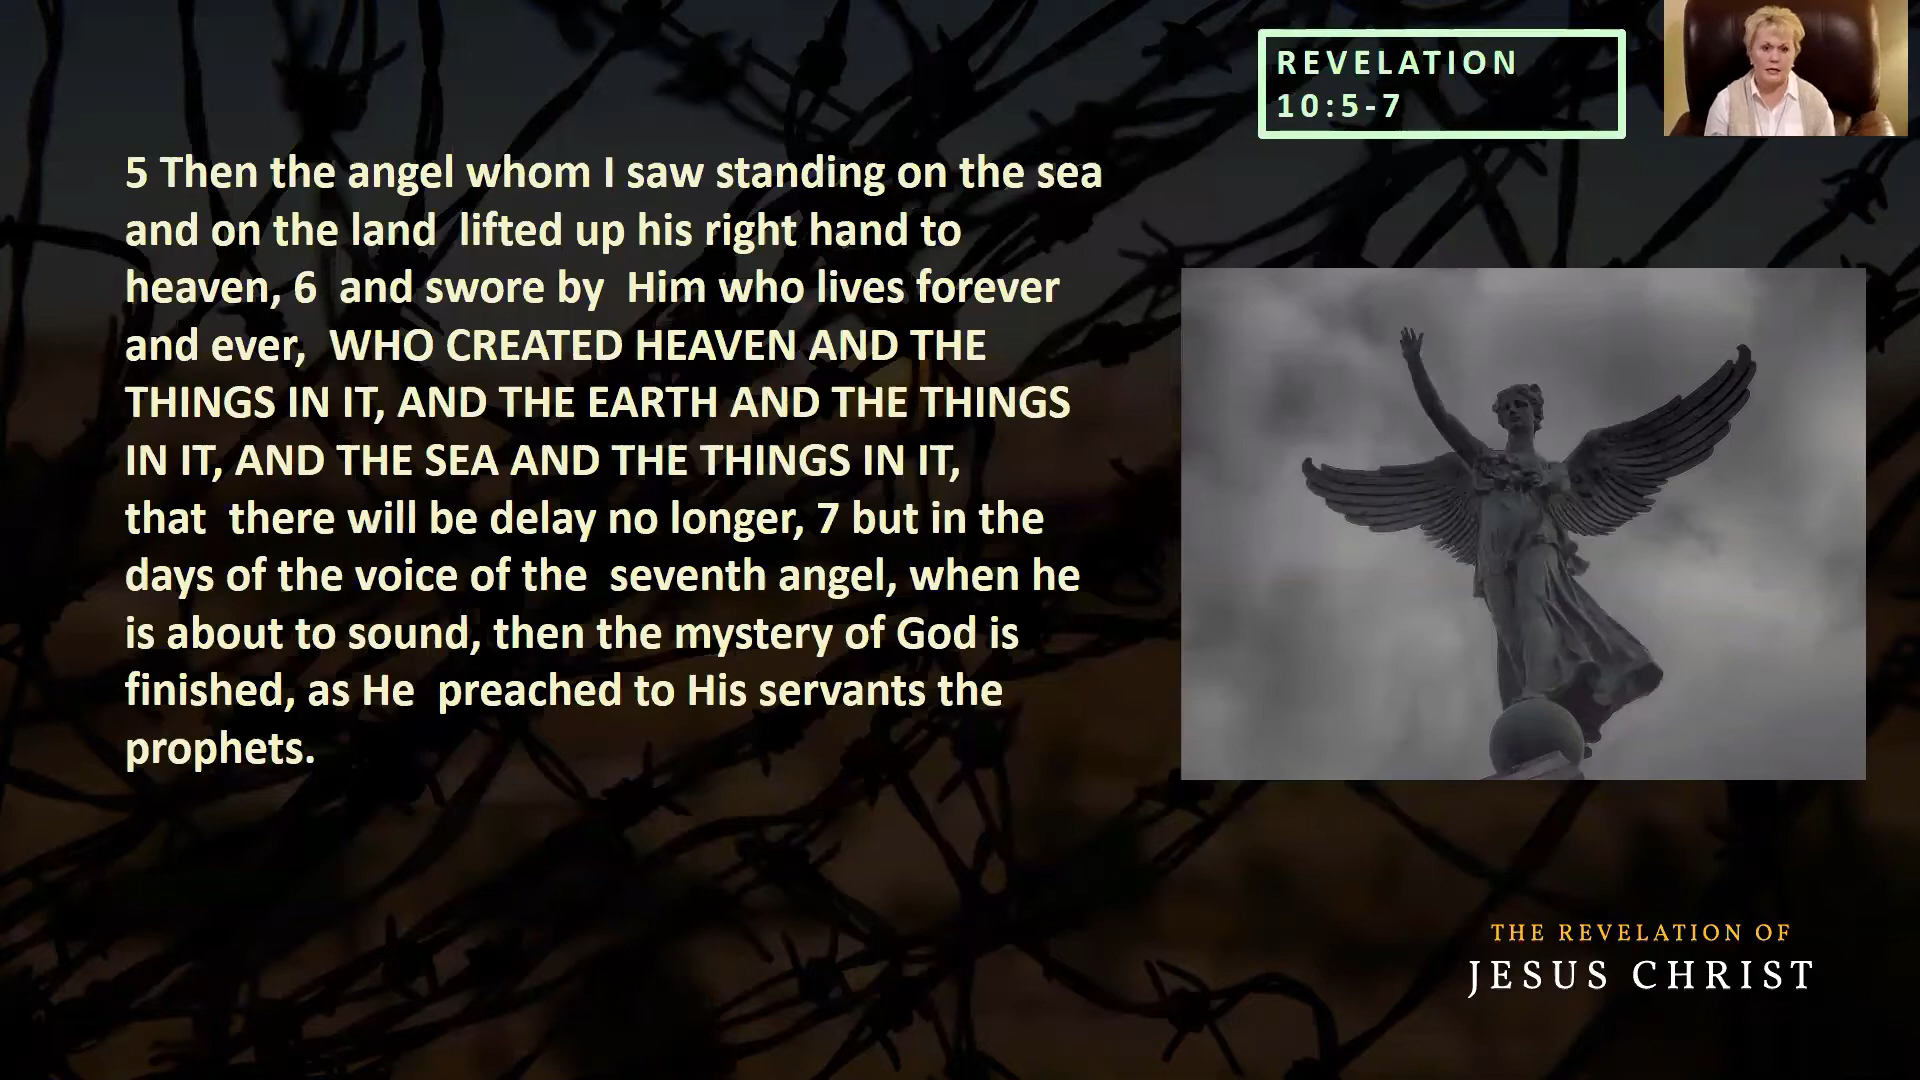 REVELATION
10:5-7
5 Then the angel whom I saw standing on the sea
and on the land  lifted up his right hand to
heaven, 6  and swore by  Him who lives forever
and ever,  WHO CREATED HEAVEN AND THE
THINGS IN IT, AND THE EARTH AND THE THINGS
IN IT, AND THE SEA AND THE THINGS IN IT,
that  there will be delay no longer, 7 but in the
days of the voice of the  seventh angel, when he
is about to sound, then the mystery of God is
finished, as He  preached to His servants the
prophets.
THE REVELATION OF
JESUS CHRIST